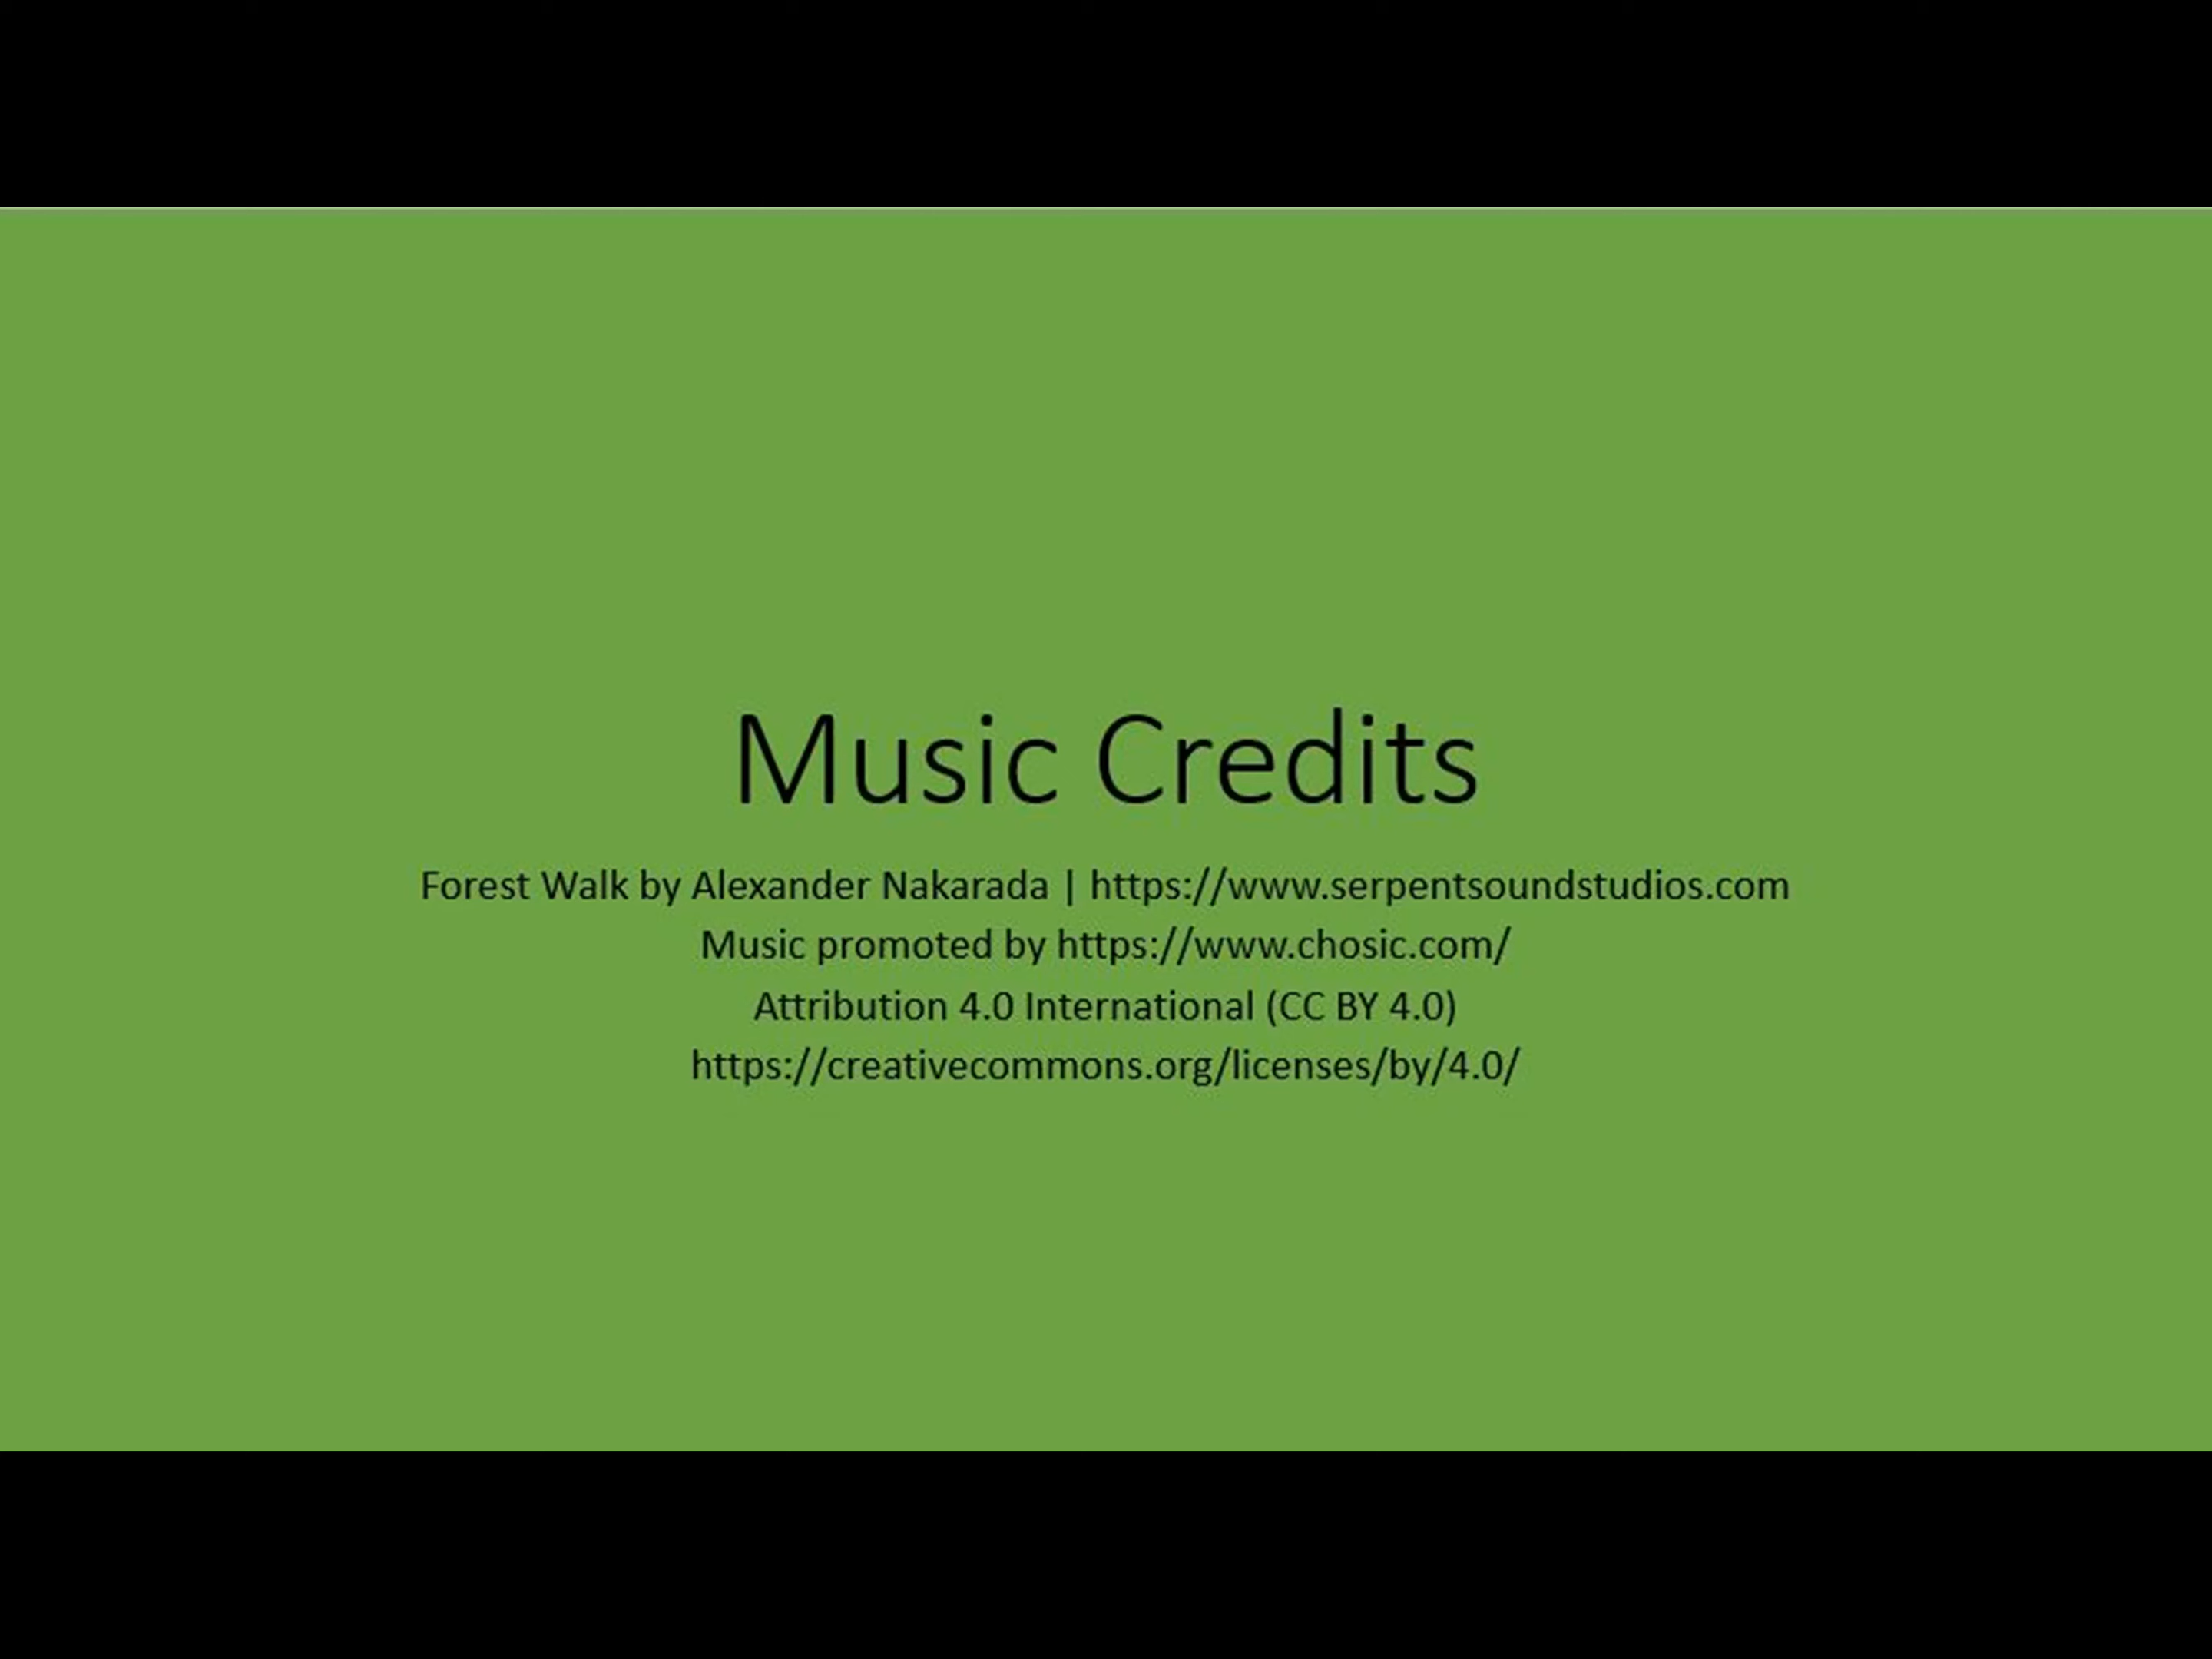 Music Credits
Forest Walk by Alexander Nakarada | https://www.serpentsoundstudios.com
Music promoted by https://www.chosic.com/
Attribution 4.0 International (CC BY 4.0)
https://creativecommons.org/licenses/by/4.0/